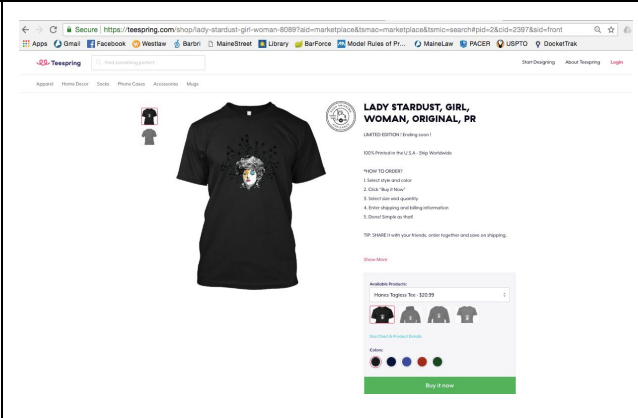 Secure https://teespring.com/shop/lady-stardust-girl-woman-8089?aid=marketplace&tsmac=marketplace&tsmic=search#pid=2&cid=2397&sid=front
Apps Gmail Facebook Westlaw Barbri MaineStreet Library BarForce Model Rules of Pr... MaineLaw PACER USPTO DocketTrak
Teespring Find something perfect Start Designing About Teespring Login
Apparel Home Decor Socks Phone Cases Accessories Mugs
LADY STARDUST, GIRL,
WOMAN, ORIGINAL, PR
LIMITED EDITION ! Ending soon !
100% Printed in the U.S.A - Ship Worldwide
*HOW TO ORDER?
1. Select style and color
2. Click "Buy it Now"
3. Select size and quantity
4. Enter shipping and billing information
5. Done! Simple as that!
TIP: SHARE it with your friends, order together and save on shipping.
Show More
Available Products:
Hanes Tagless Tee - $20.99
Size Chart & Product Details
Colors:
Buy it now